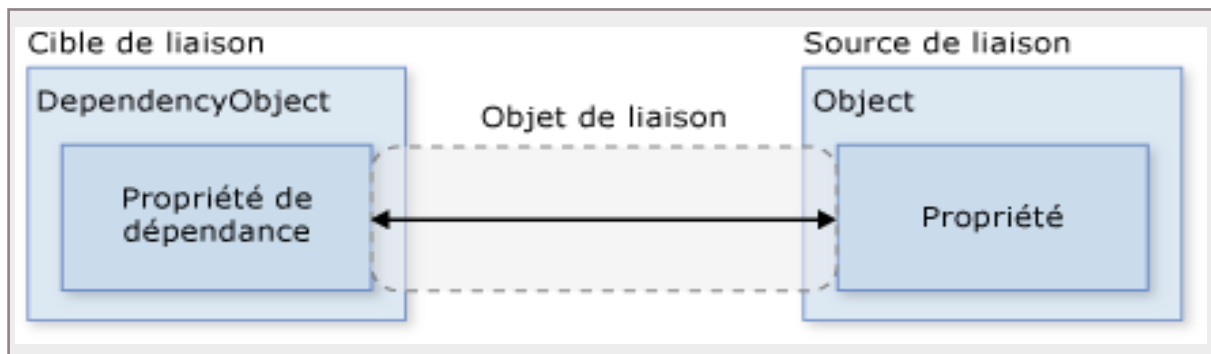 Cible de liaison
Source de liaison
DependencyObject
Objet de liaison
Object
Propriété de
dépendance
Propriété